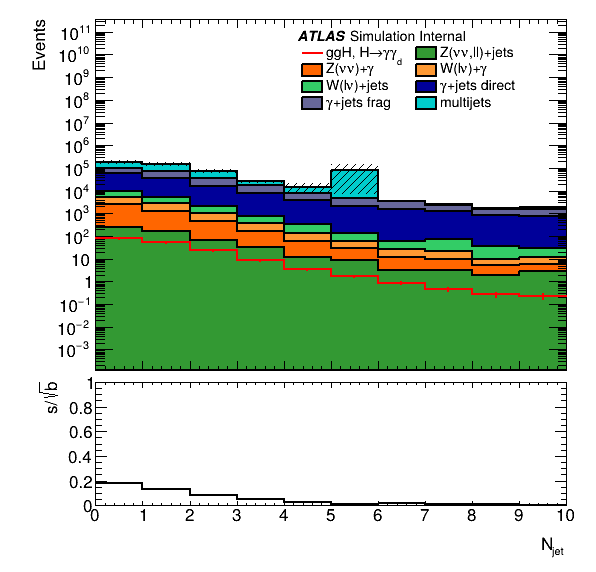 ATLAS Simulation Internal
ggH, H→γγd
Z(νν,ll)+jets
Z(νν)+γ
W(lν)+γ
W(lν)+jets
γ+jets direct
γ+jets frag
multijets
Events
10¹¹
10¹⁰
10⁹
10⁸
10⁷
10⁶
10⁵
10⁴
10³
10²
10
1
10⁻¹
10⁻²
10⁻³
s/√b
1
0.8
0.6
0.4
0.2
0
0 1 2 3 4 5 6 7 8 9 10
Njet